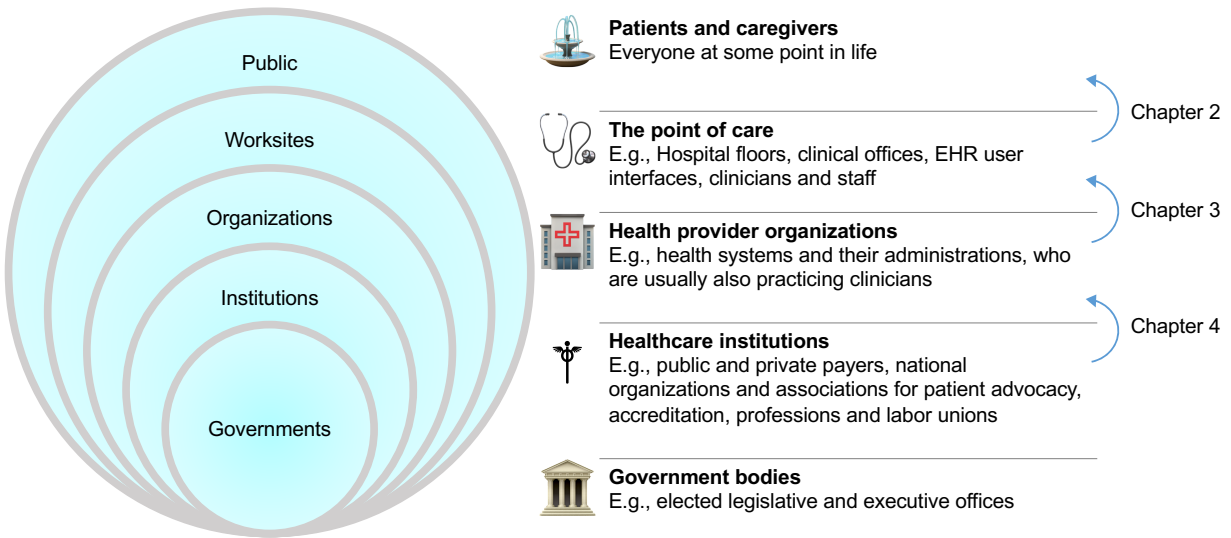 Public
Worksites
Organizations
Institutions
Governments
Patients and caregivers
Everyone at some point in life
The point of care
E.g., Hospital floors, clinical offices, EHR user
interfaces, clinicians and staff
Health provider organizations
E.g., health systems and their administrations, who
are usually also practicing clinicians
Healthcare institutions
E.g., public and private payers, national
organizations and associations for patient advocacy,
accreditation, professions and labor unions
Government bodies
E.g., elected legislative and executive offices
Chapter 2
Chapter 3
Chapter 4